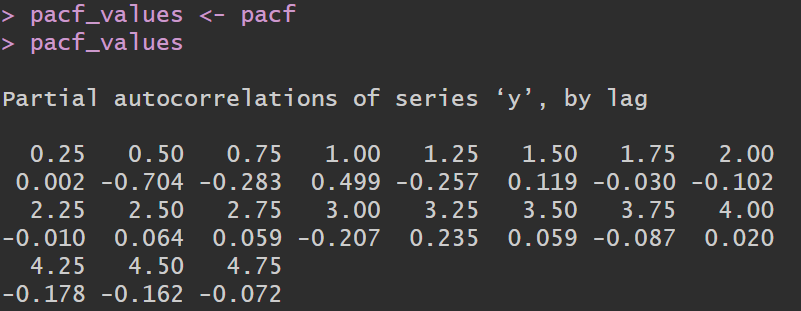 > pacf_values <- pacf
> pacf_values
Partial autocorrelations of series ‘y’, by lag
0.25 0.50 0.75 1.00 1.25 1.50 1.75 2.00
0.002 -0.704 -0.283 0.499 -0.257 0.119 -0.030 -0.102
2.25 2.50 2.75 3.00 3.25 3.50 3.75 4.00
-0.010 0.064 0.059 -0.207 0.235 0.059 -0.087 0.020
4.25 4.50 4.75
-0.178 -0.162 -0.072